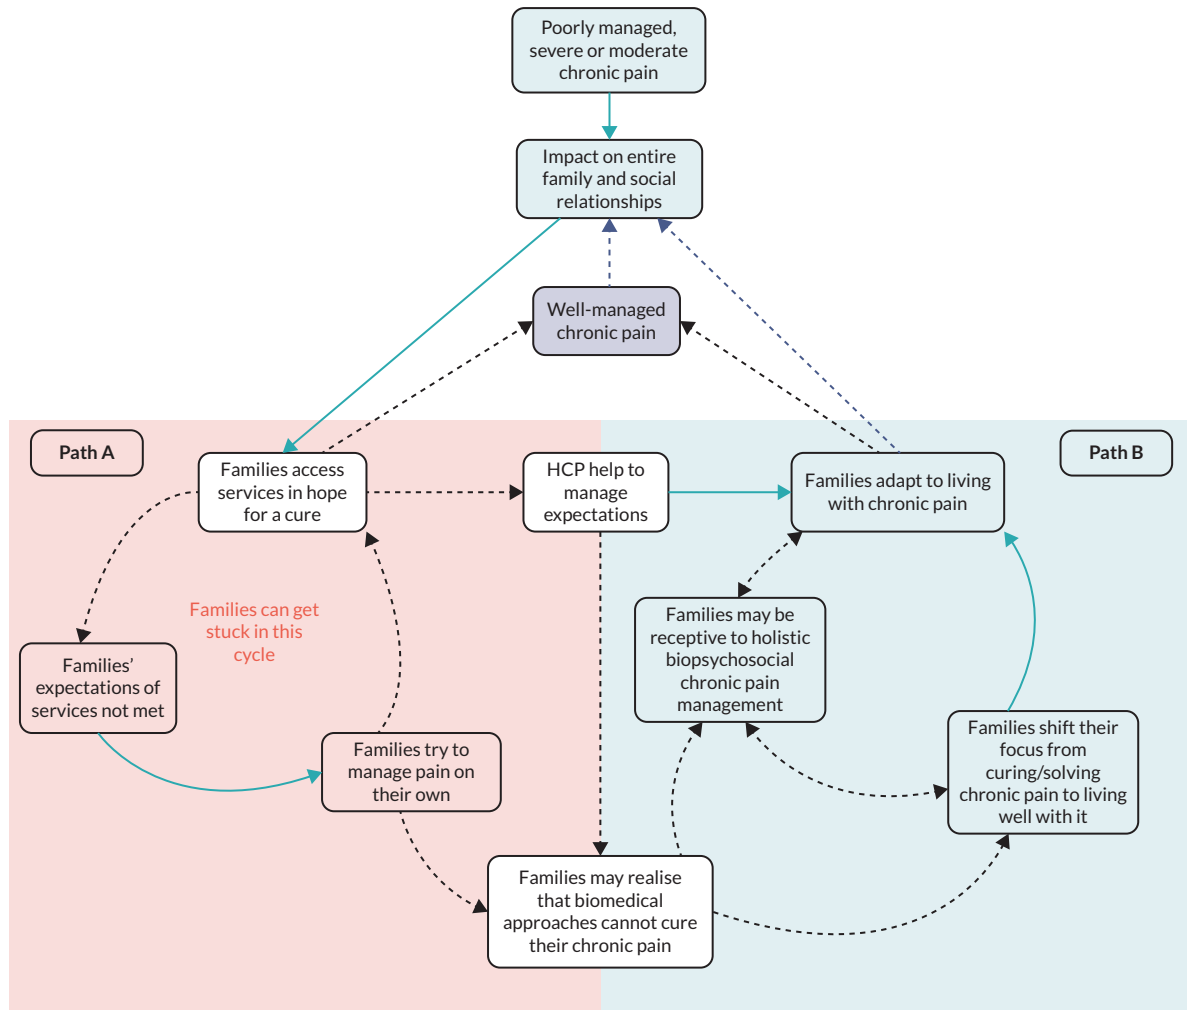 Poorly managed,
severe or moderate
chronic pain
Impact on entire
family and social
relationships
Well-managed
chronic pain
Path A
Path B
Families access
services in hope
for a cure
HCP help to
manage
expectations
Families adapt to living
with chronic pain
Families can get
stuck in this
cycle
Families may be
receptive to holistic
biopsychosocial
chronic pain
management
Families’
expectations of
services not met
Families shift their
focus from
curing/solving
chronic pain to living
well with it
Families try to
manage pain on
their own
Families may realise
that biomedical
approaches cannot cure
their chronic pain